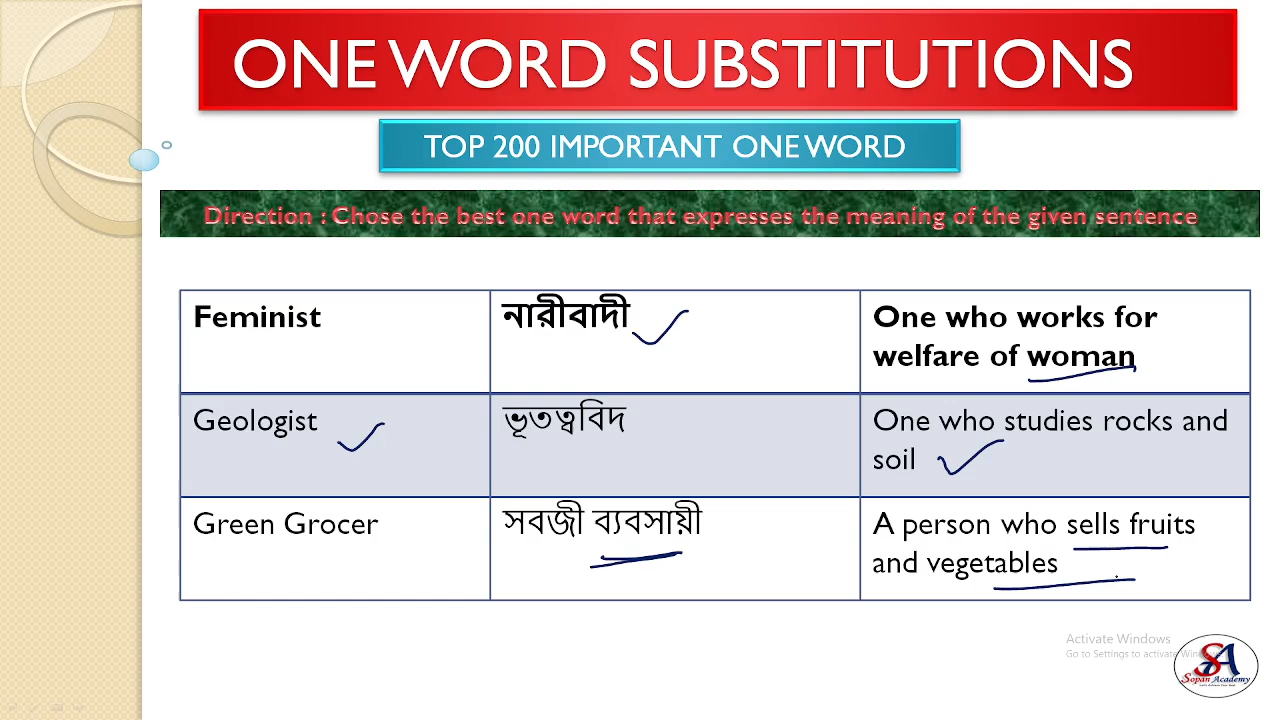 ONE WORD SUBSTITUTIONS
TOP 200 IMPORTANT ONE WORD
Direction : Chose the best one word that expresses the meaning of the given sentence
Feminist
নারীবাদী
One who works for
welfare of woman
Geologist
ভূতত্ববিদ
One who studies rocks and
soil
Green Grocer
সবজী ব্যবসায়ী
A person who sells fruits
and vegetables
Activate Windows
Go to Settings to activate
SA
Sopan Academy